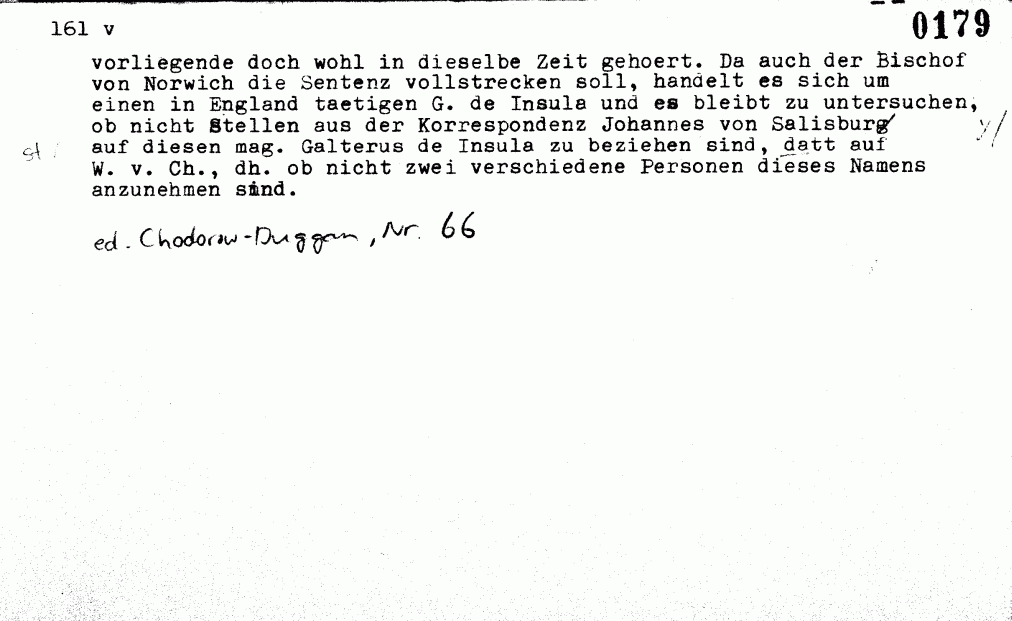 161 v
0179
vorliegende doch wohl in dieselbe Zeit gehoert. Da auch der Bischof
von Norwich die Sentenz vollstrecken soll, handelt es sich um
einen in England taetigen G. de Insula und es bleibt zu untersuchen,
ob nicht Stellen aus der Korrespondenz Johannes von Salisburg y/
st / auf diesen mag. Galterus de Insula zu beziehen sind, datt auf
W. v. Ch., dh. ob nicht zwei verschiedene Personen dieses Namens
anzunehmen sind.
ed. Chodorow-Duggan, Nr. 66